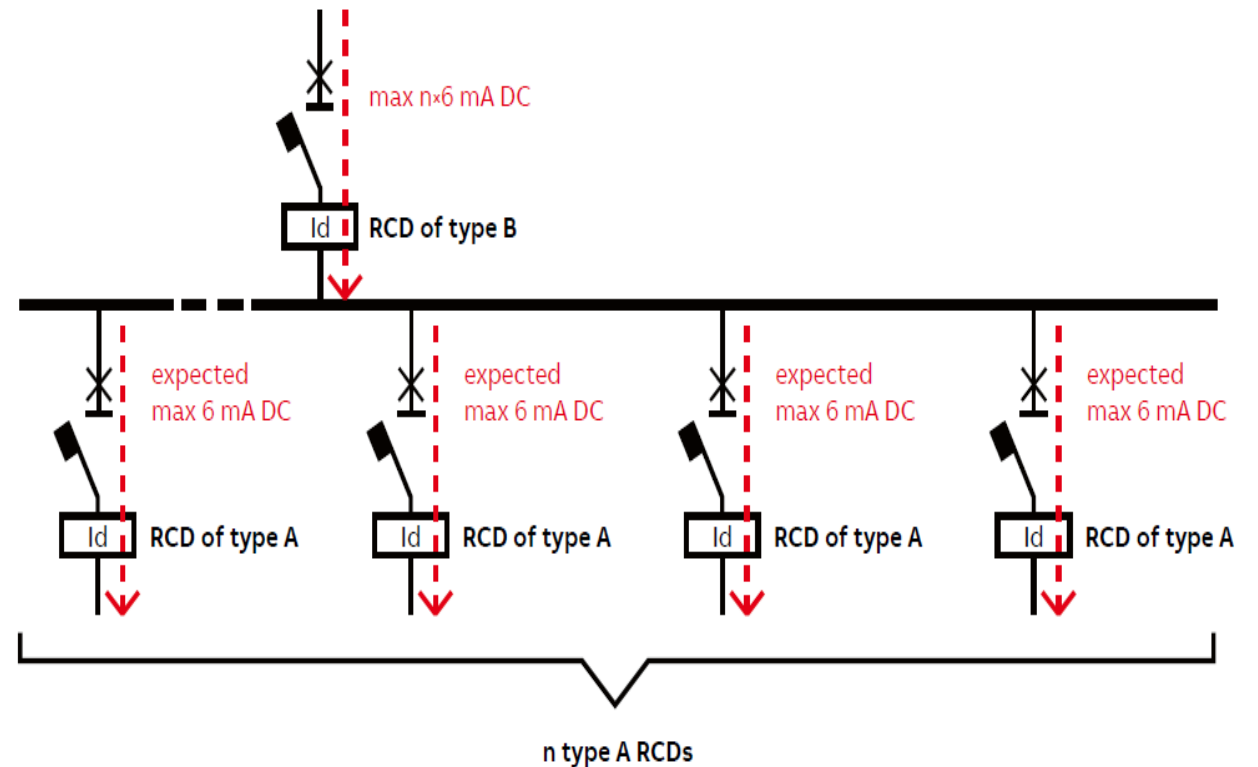 max n×6 mA DC
Id
RCD of type B
expected
max 6 mA DC
expected
max 6 mA DC
expected
max 6 mA DC
expected
max 6 mA DC
Id
RCD of type A
Id
RCD of type A
Id
RCD of type A
Id
RCD of type A
n type A RCDs